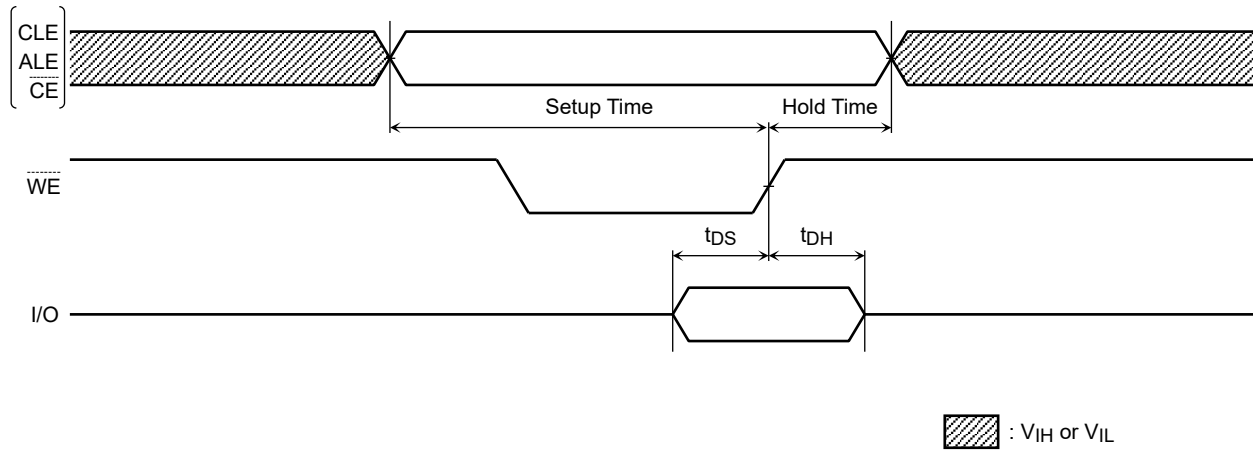 CLE
ALE
CE
Setup Time
Hold Time
WE
tDS
tDH
I/O
: VIH or VIL